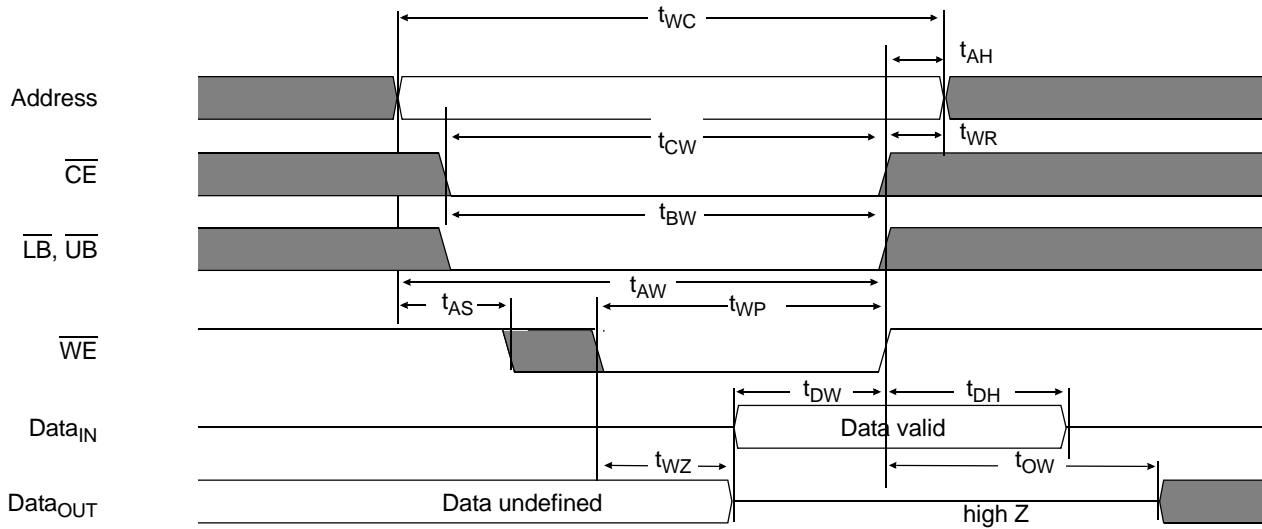 tWC
tAH
Address
tCW
tWR
CE
tBW
LB, UB
tAW
tAS
tWP
WE
tDW
tDH
DataIN
Data valid
tWZ
tOW
DataOUT
Data undefined
high Z